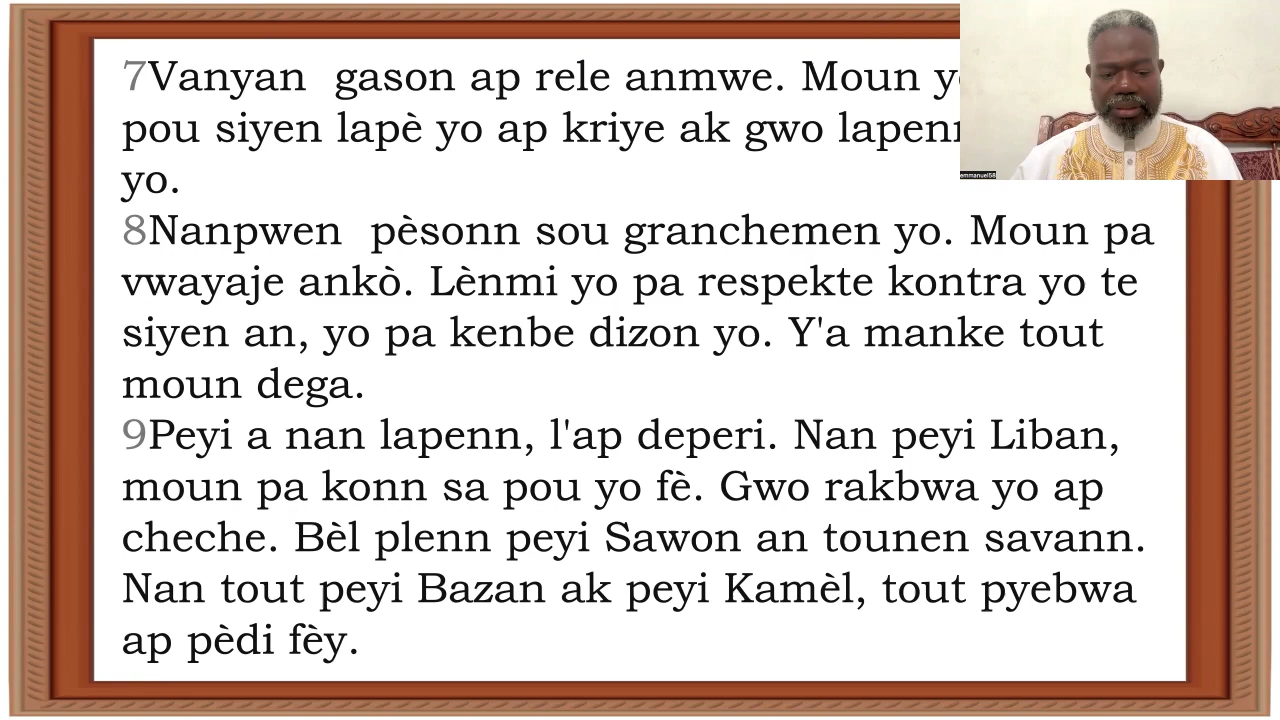 7Vanyan  gason ap rele anmwe. Moun
pou siyen lapè yo ap kriye ak gwo
yo.
8Nanpwen  pèsonn sou granchemen yo. Moun pa
vwayaje ankò. Lènmi yo pa respekte kontra yo te
siyen an, yo pa kenbe dizon yo. Y'a manke tout
moun dega.
9Peyi a nan lapenn, l'ap deperi. Nan peyi Liban,
moun pa konn sa pou yo fè. Gwo rakbwa yo ap
cheche. Bèl plenn peyi Sawon an tounen savann.
Nan tout peyi Bazan ak peyi Kamèl, tout pyebwa
ap pèdi fèy.
emmanuel68